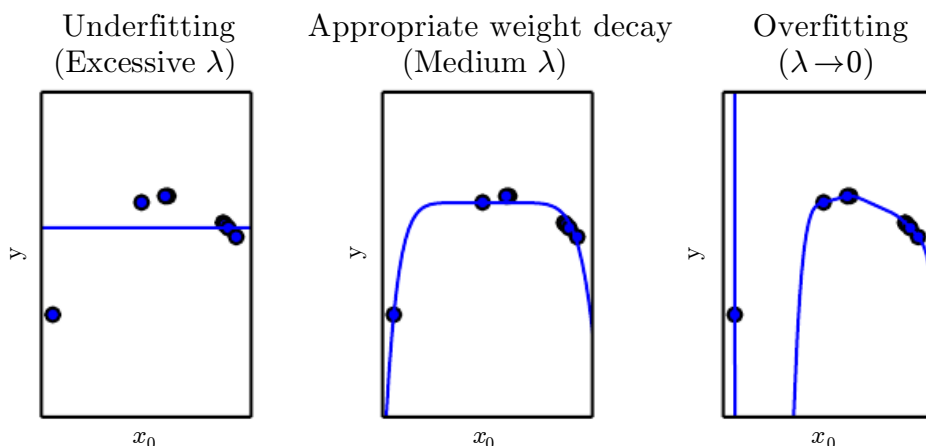 Underfitting
(Excessive λ)
Appropriate weight decay
(Medium λ)
Overfitting
(λ→0)
y
x₀
y
x₀
y
x₀